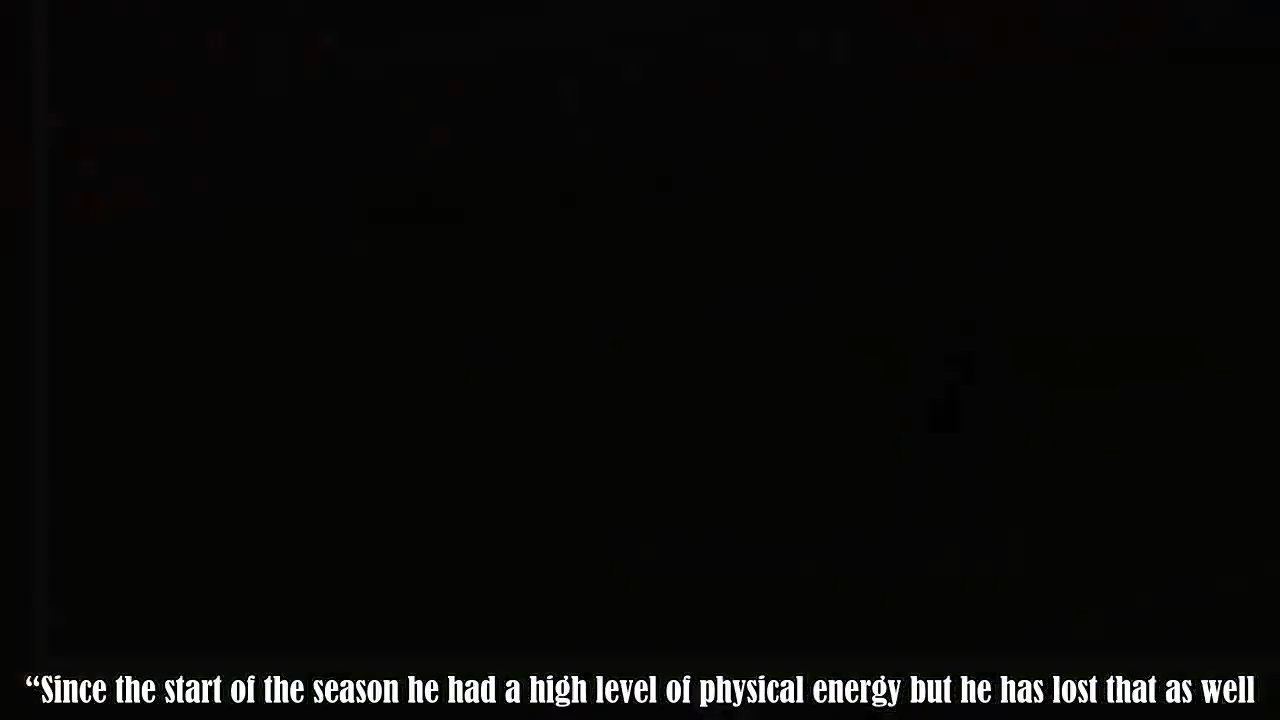 “Since the start of the season he had a high level of physical energy but he has lost that as well